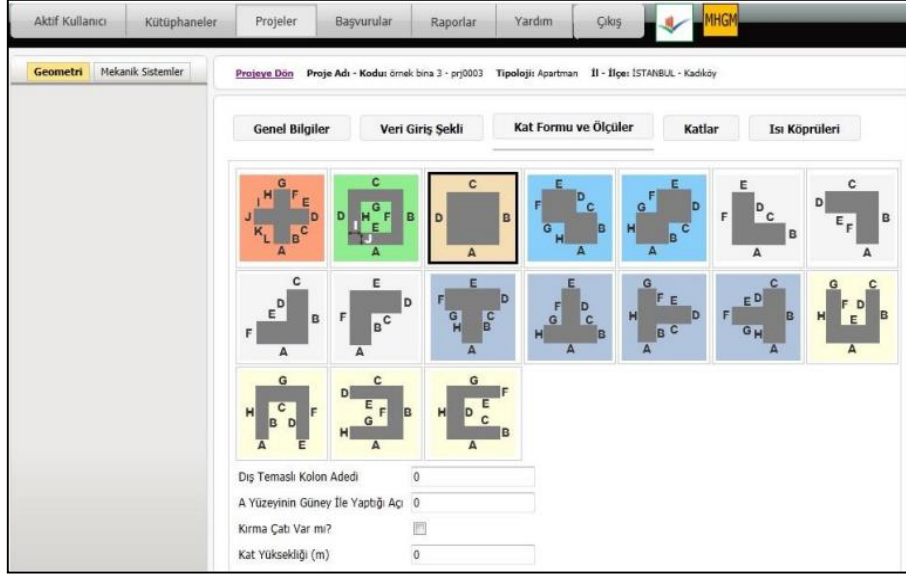 Aktif Kullanıcı Kütüphaneler Projeler Başvurular Raporlar Yardım Çıkış MHGM
Geometri Mekanik Sistemler Projeye Dön Proje Adı - Kodu: örnek bina 3 - prj0003 Tipoloji: Apartman İl - İlçe: İSTANBUL - Kadıköy
Genel Bilgiler Veri Giriş Şekli Kat Formu ve Ölçüler Katlar Isı Köprüleri
G H F I E J D K C L B A
C G D H F B I E J A
C D B A
E D F C G B H A
E F D G C H B A
E D F C B A
C D E B F A
C D E B F A
E D F C B A
E F D G C H B A
E F D G C H B A
G F E H D B C A
C E D F B G H A
G C F D H E B A
G C H F B D A E
C D E F B G H A
G F E H D C B A
Dış Temaslı Kolon Adedi 0
A Yüzeyinin Güney İle Yaptığı Açı 0
Kırma Çatı Var mı?
Kat Yüksekliği (m) 0